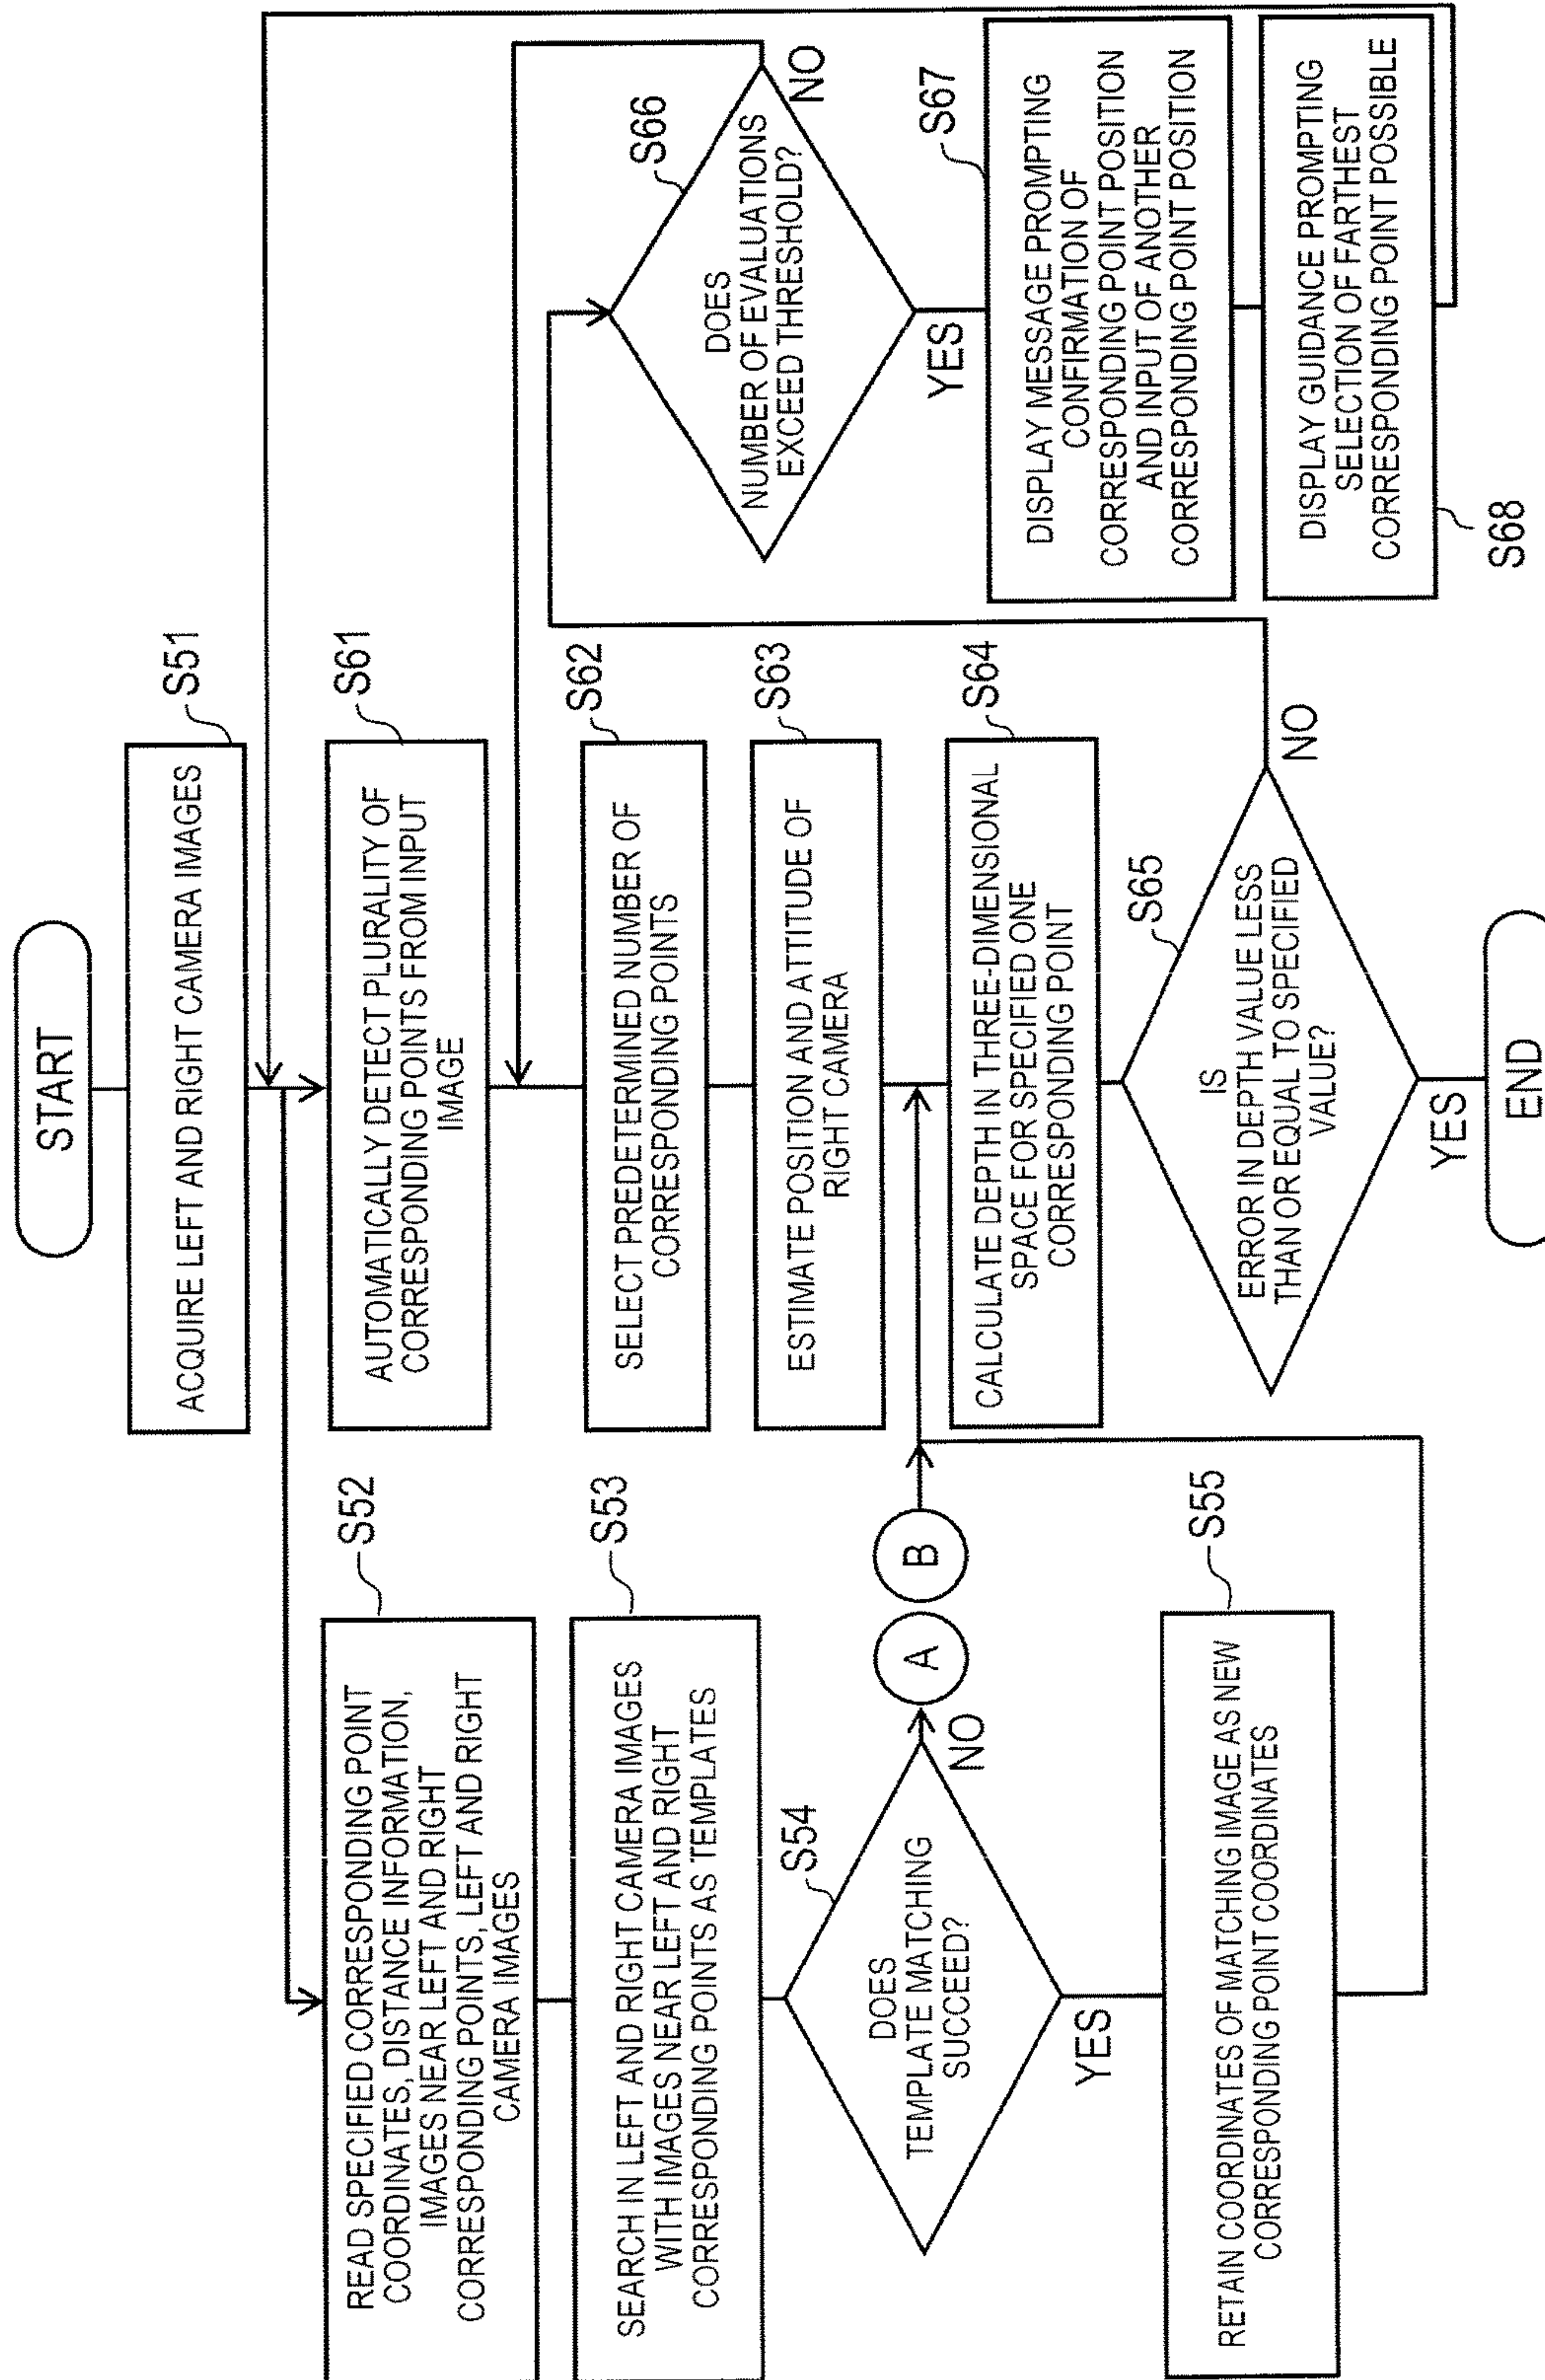 START
ACQUIRE LEFT AND RIGHT CAMERA IMAGES
S51
READ SPECIFIED CORRESPONDING POINT
COORDINATES, DISTANCE INFORMATION,
IMAGES NEAR LEFT AND RIGHT
CORRESPONDING POINTS, LEFT AND RIGHT
CAMERA IMAGES
S52
SEARCH IN LEFT AND RIGHT CAMERA IMAGES
WITH IMAGES NEAR LEFT AND RIGHT
CORRESPONDING POINTS AS TEMPLATES
S53
DOES
TEMPLATE MATCHING
SUCCEED?
S54
NO
A
B
YES
RETAIN COORDINATES OF MATCHING IMAGE AS NEW
CORRESPONDING POINT COORDINATES
S55
AUTOMATICALLY DETECT PLURALITY OF
CORRESPONDING POINTS FROM INPUT
IMAGE
S61
SELECT PREDETERMINED NUMBER OF
CORRESPONDING POINTS
S62
ESTIMATE POSITION AND ATTITUDE OF
RIGHT CAMERA
S63
CALCULATE DEPTH IN THREE-DIMENSIONAL
SPACE FOR SPECIFIED ONE
CORRESPONDING POINT
S64
IS
ERROR IN DEPTH VALUE LESS
THAN OR EQUAL TO SPECIFIED
VALUE?
S65
NO
YES
END
DOES
NUMBER OF EVALUATIONS
EXCEED THRESHOLD?
S66
NO
YES
DISPLAY MESSAGE PROMPTING
CONFIRMATION OF
CORRESPONDING POINT POSITION
AND INPUT OF ANOTHER
CORRESPONDING POINT POSITION
S67
DISPLAY GUIDANCE PROMPTING
SELECTION OF FARTHEST
CORRESPONDING POINT POSSIBLE
S68